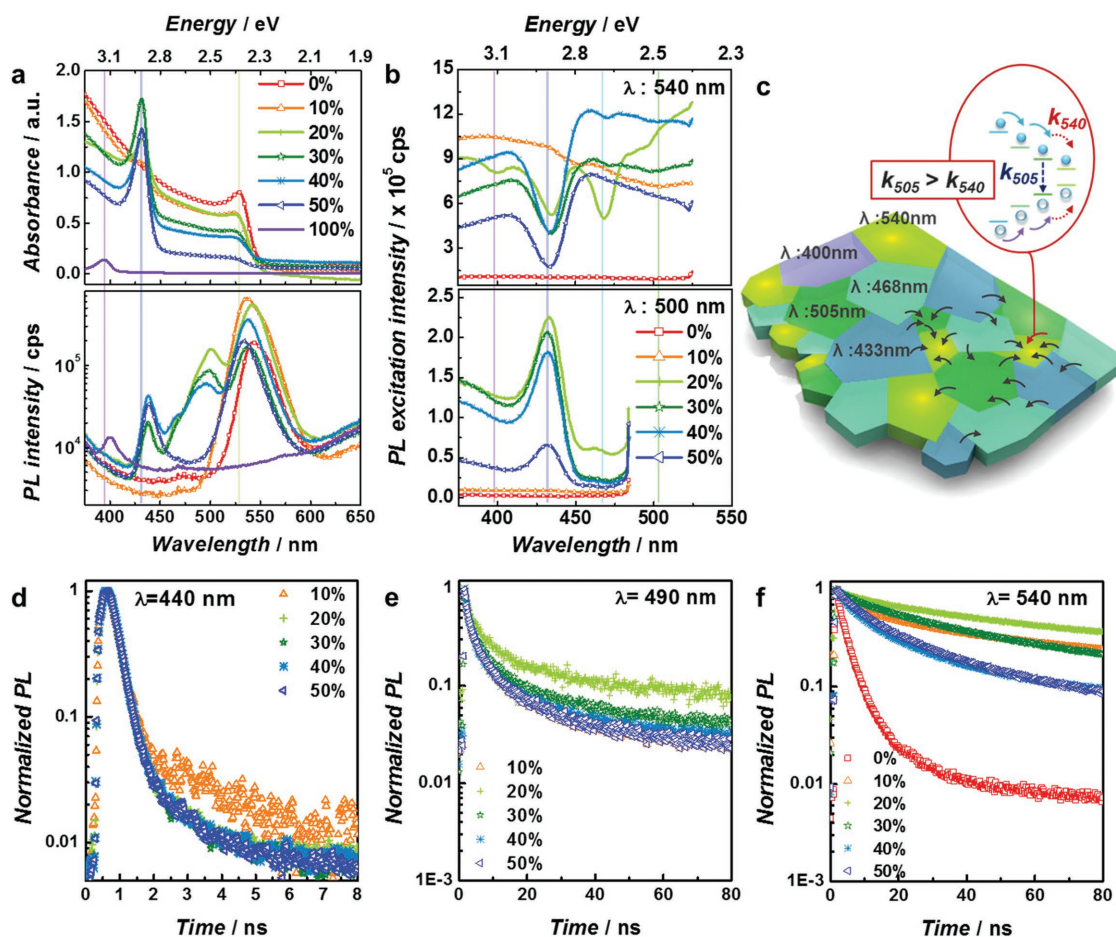 Energy / eV
3.1 2.8 2.5 2.3 2.1 1.9
a
Absorbance / a.u.
2.0
1.5
1.0
0.5
0.0
0%
10%
20%
30%
40%
50%
100%
PL intensity / cps
10^5
10^4
400 450 500 550 600 650
Wavelength / nm
Energy / eV
3.1 2.8 2.5 2.3
b
λ : 540 nm
PL excitation intensity / x 10^5 cps
15
12
9
6
3
λ : 500 nm
2.5
2.0
1.5
1.0
0.5
0.0
0%
10%
20%
30%
40%
50%
400 450 500 550
Wavelength / nm
c
k540
k505
k505 > k540
λ :540nm
λ :400nm
λ :468nm
λ :505nm
λ :433nm
d
λ=440 nm
Normalized PL
1
0.1
0.01
10%
20%
30%
40%
50%
0 1 2 3 4 5 6 7 8
Time / ns
e
λ= 490 nm
Normalized PL
1
0.1
0.01
1E-3
10%
20%
30%
40%
50%
0 20 40 60 80
Time / ns
f
λ= 540 nm
Normalized PL
1
0.1
0.01
1E-3
0%
10%
20%
30%
40%
50%
0 20 40 60 80
Time / ns